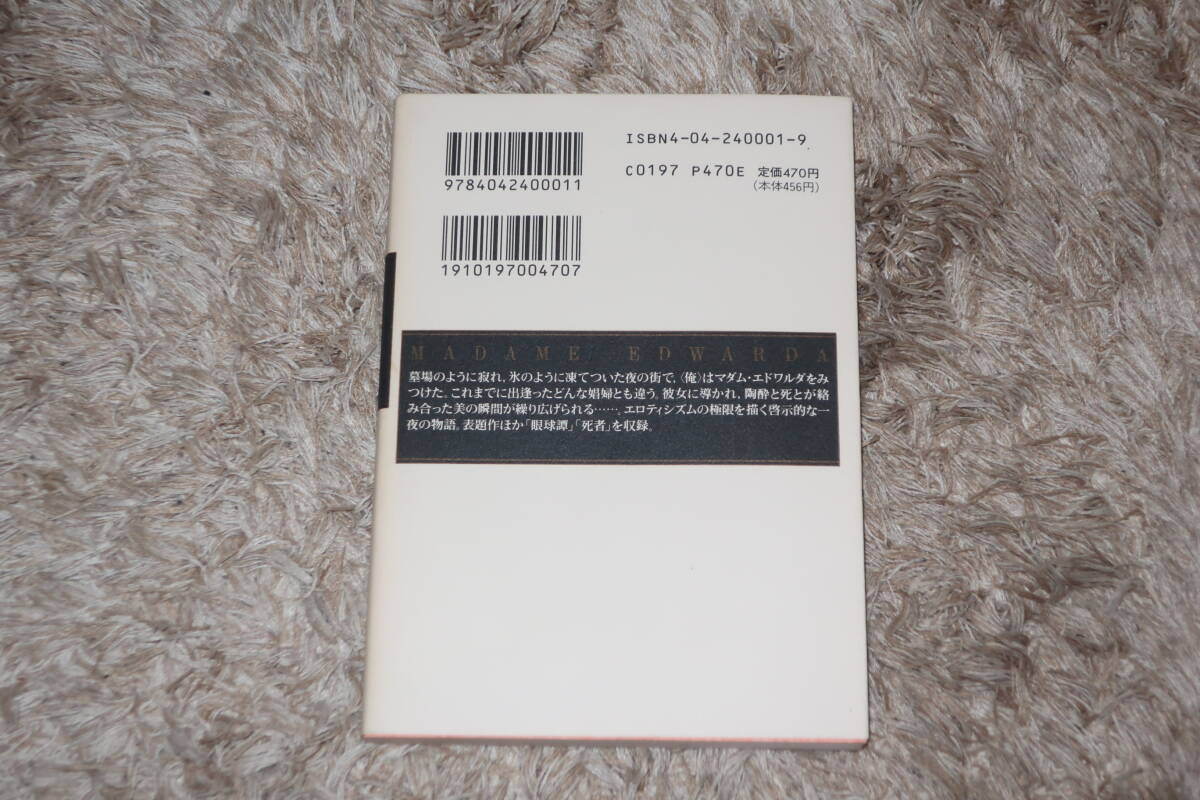 ISBN4-04-240001-9
9784042400011
C0197 P470E 定価470円
(本体456円)
1910197004707
MADAME EDWARDA
墓場のように寂れ、氷のように凍てついた夜の街で、〈俺〉はマダム・エドワルダをみ
つけた。これまでに出逢ったどんな娼婦とも違う。彼女に導かれ、陶酔と死とが絡
み合った美の瞬間が繰り広げられる……。エロティシズムの極限を描く啓示的な一
夜の物語。表題作ほか「眼球譚」「死者」を収録。